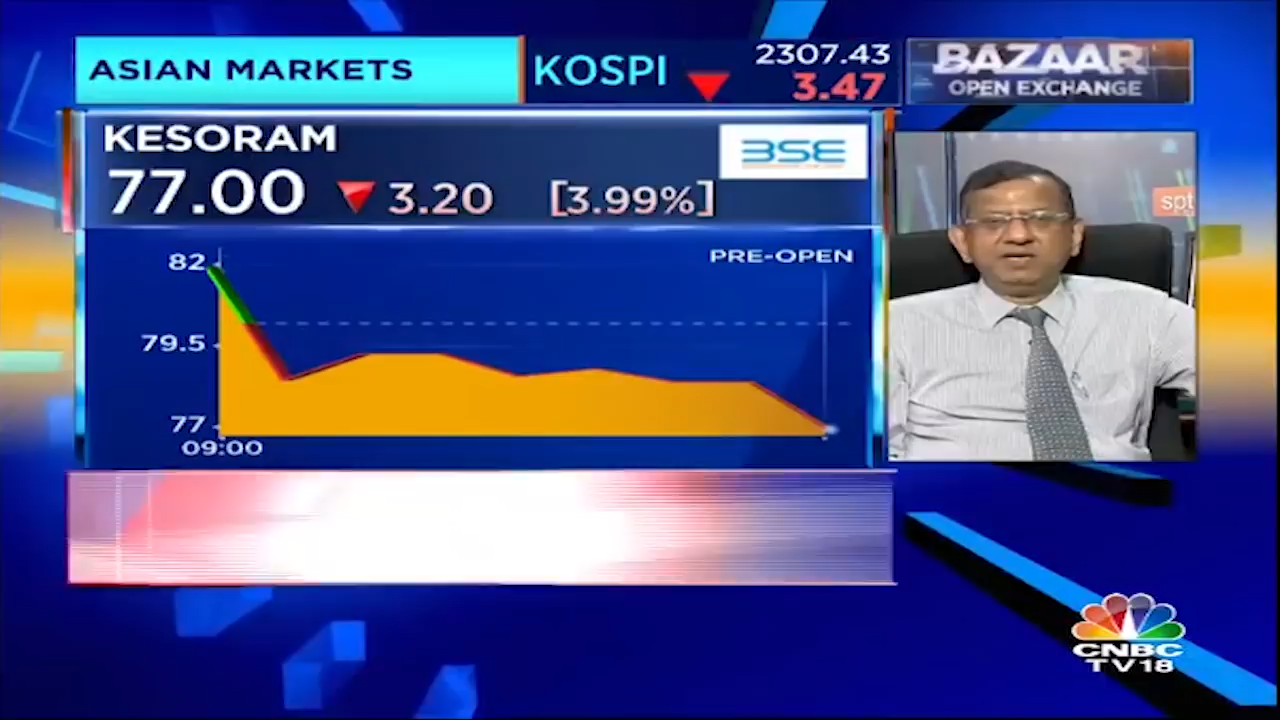 ASIAN MARKETS
KOSPI
2307.43
3.47
BAZAAR
OPEN EXCHANGE
KESORAM
77.00 3.20 [3.99%]
BSE
PRE-OPEN
82
79.5
77
09:00
spt
CNBC
TV18